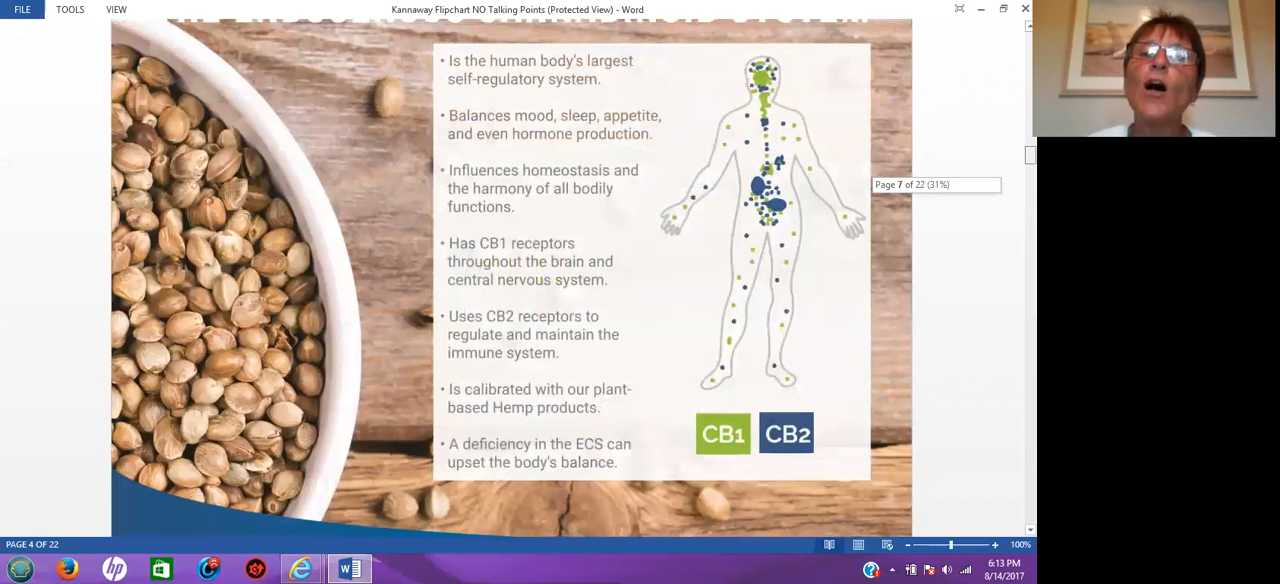 FILE
TOOLS
VIEW
Kannaway Flipchart NO Talking Points (Protected View) - Word
• Is the human body's largest
self-regulatory system.
• Balances mood, sleep, appetite,
and even hormone production.
• Influences homeostasis and
the harmony of all bodily
functions.
• Has CB1 receptors
throughout the brain and
central nervous system.
• Uses CB2 receptors to
regulate and maintain the
immune system.
• Is calibrated with our plant-
based Hemp products.
• A deficiency in the ECS can
upset the body's balance.
CB1
CB2
Page 7 of 22 (31%)
PAGE 4 OF 22
100%
hp
6:13 PM
8/14/2017